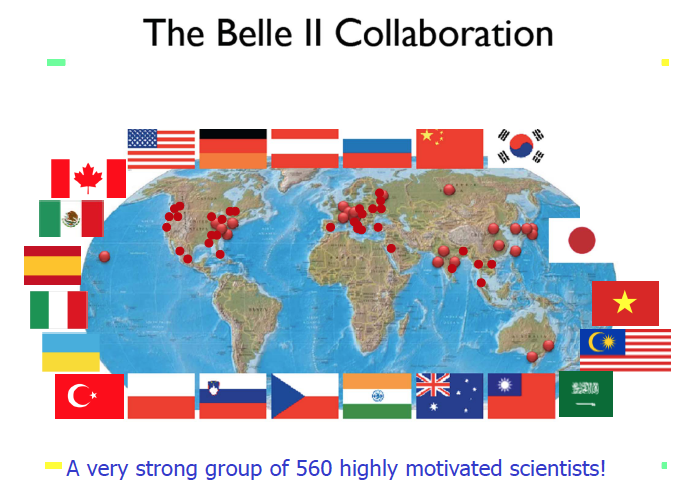 The Belle II Collaboration
A very strong group of 560 highly motivated scientists!